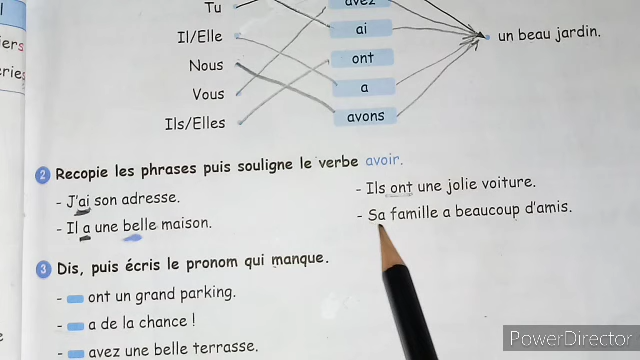 Tu
avez
Il/Elle
ai
un beau jardin.
Nous
ont
Vous
a
Ils/Elles
avons
2 Recopie les phrases puis souligne le verbe avoir.
- J'ai son adresse.
- Il a une belle maison.
- Ils ont une jolie voiture.
- Sa famille a beaucoup d'amis.
3 Dis, puis écris le pronom qui manque.
- ont un grand parking.
- a de la chance !
- avez une belle terrasse.
PowerDirector